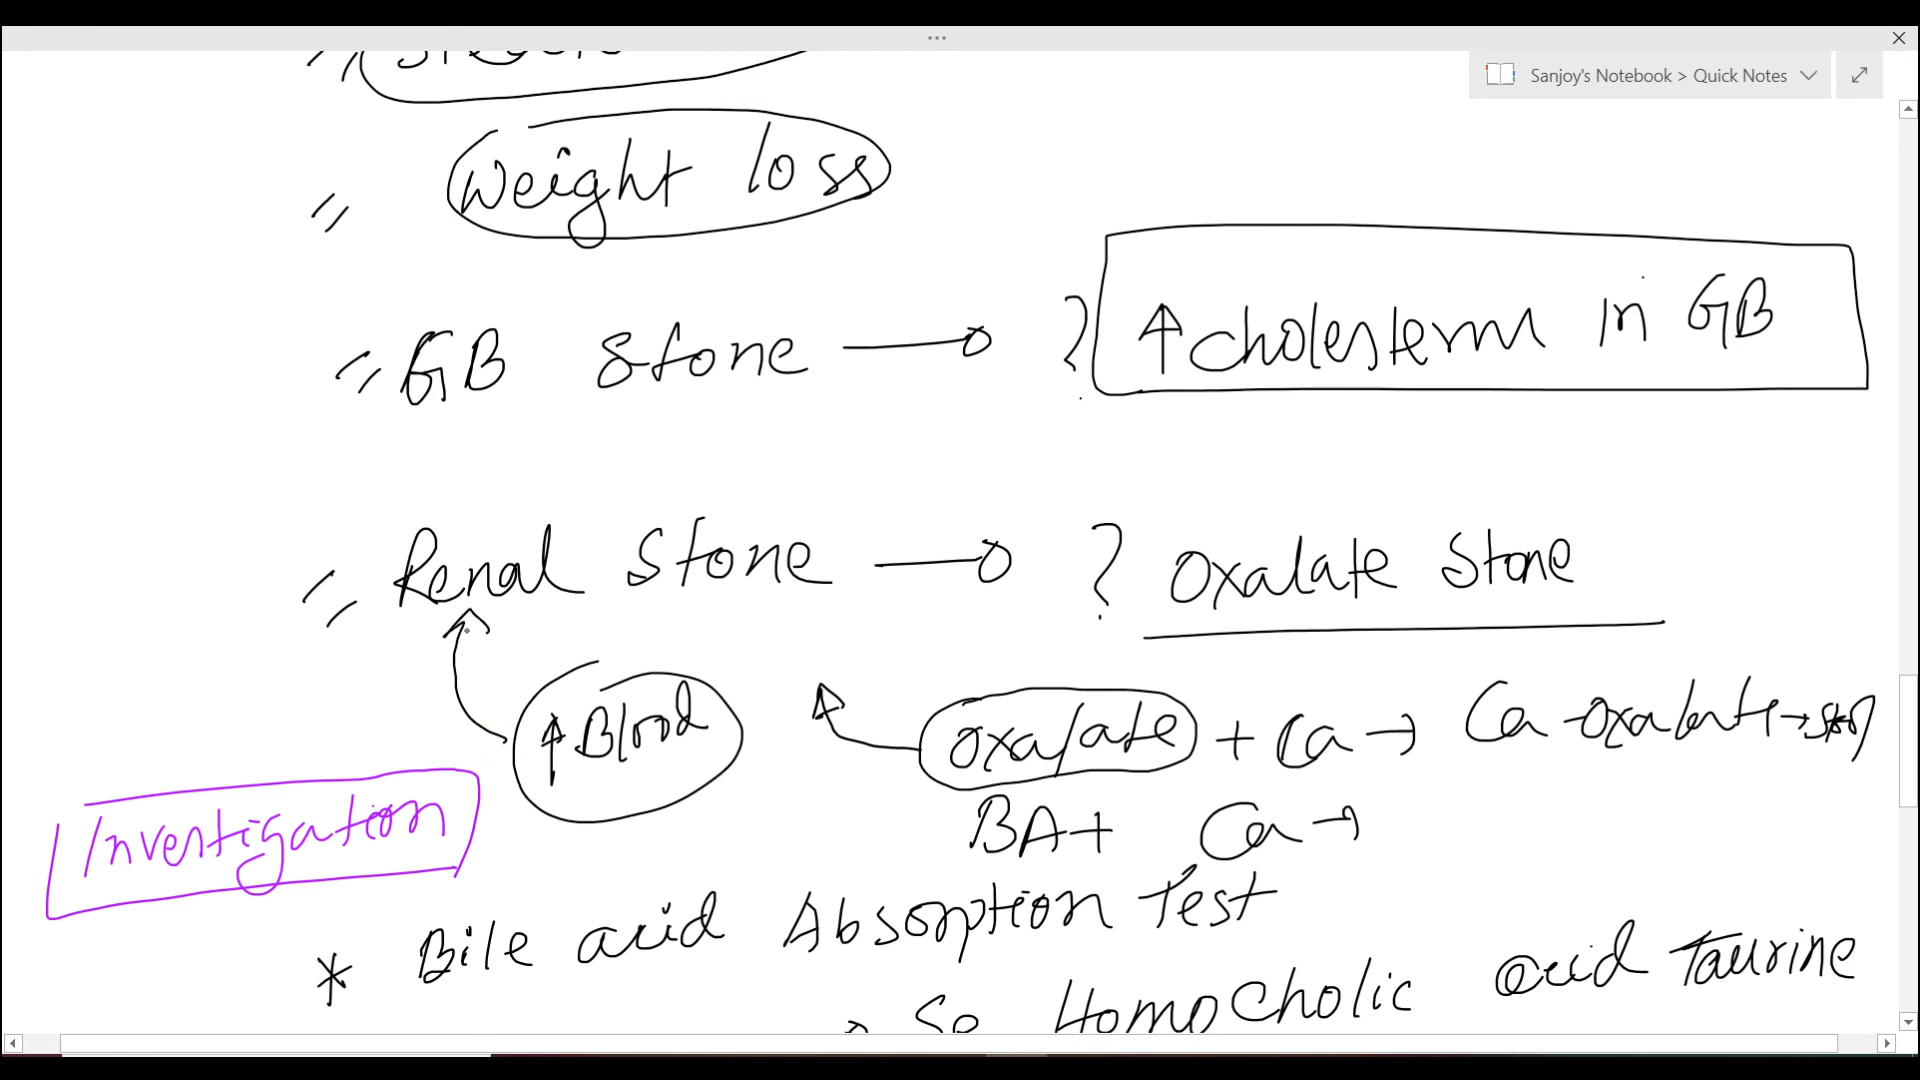 Sanjoy's Notebook > Quick Notes
Weight loss
GB stone → ? ↑ cholesterol in GB
Renal stone → ? Oxalate stone
↑ Blood Oxalate + Ca → Ca-Oxalate →
BA + Ca →
Investigation
* Bile acid Absorption Test
Se Homocholic acid Taurine